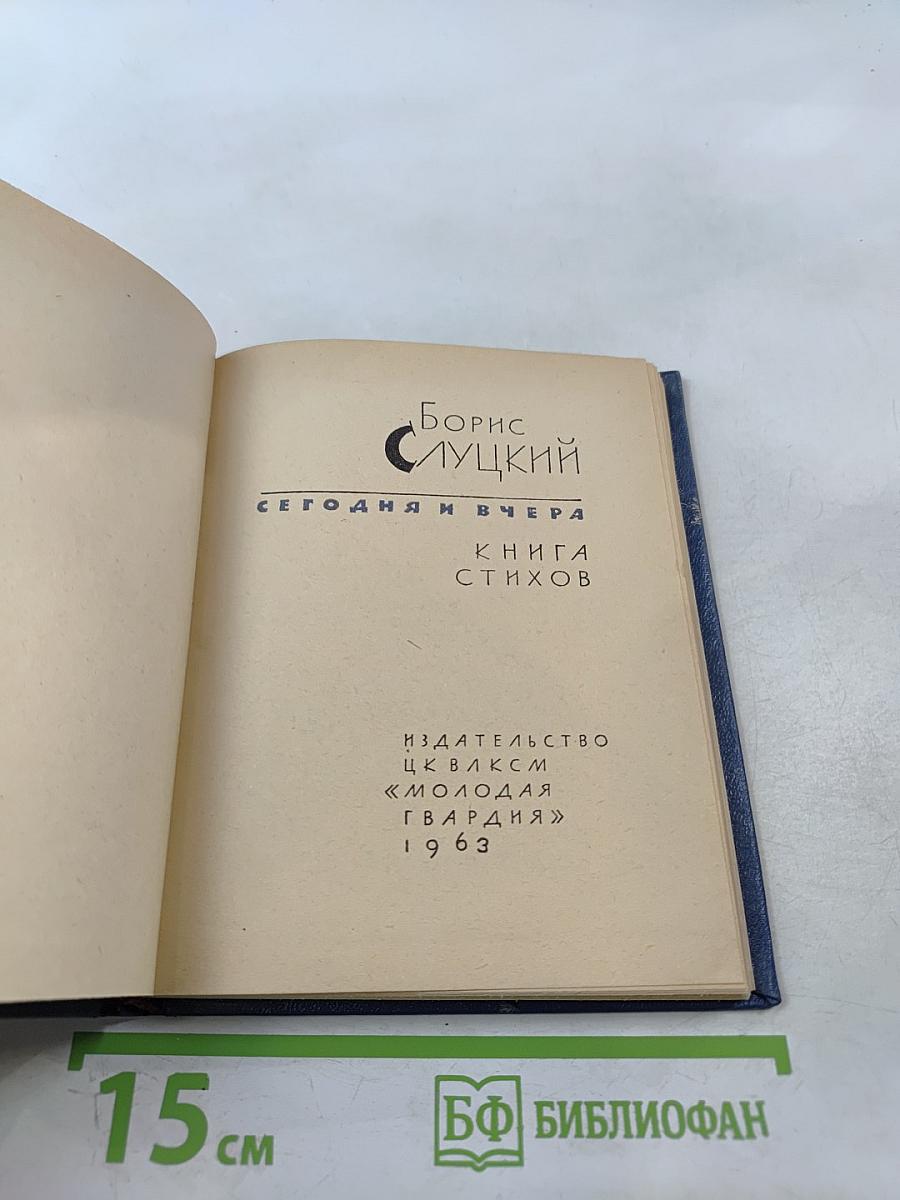 Борис
Слуцкий
СЕГОДНЯ И ВЧЕРА
КНИГА
СТИХОВ
ИЗДАТЕЛЬСТВО
ЦК ВЛКСМ
«МОЛОДАЯ
ГВАРДИЯ»
1963
15 см
БФ БИБЛИОФАН